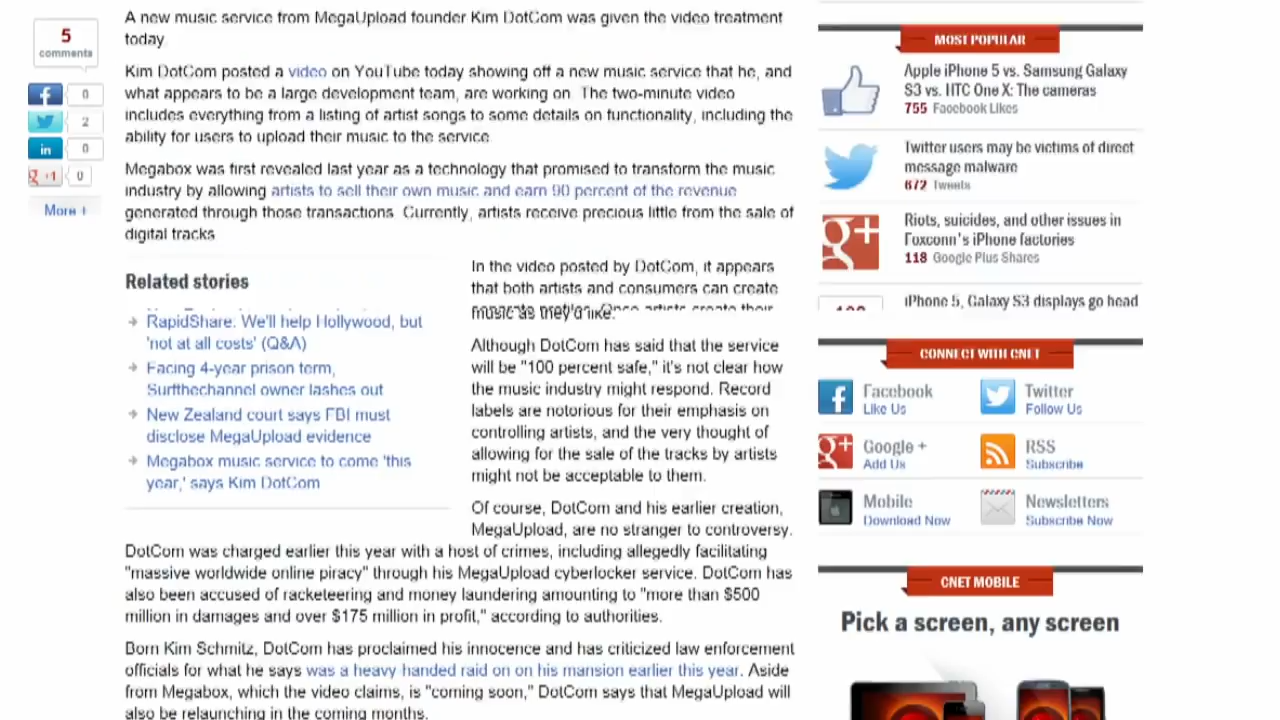 5
comments
0
2
0
+1
0
More +
A new music service from MegaUpload founder Kim DotCom was given the video treatment
today
Kim DotCom posted a video on YouTube today showing off a new music service that he, and
what appears to be a large development team, are working on The two-minute video
includes everything from a listing of artist songs to some details on functionality, including the
ability for users to upload their music to the service
Megabox was first revealed last year as a technology that promised to transform the music
industry by allowing artists to sell their own music and earn 90 percent of the revenue
generated through those transactions Currently, artists receive precious little from the sale of
digital tracks
Related stories
RapidShare: We'll help Hollywood, but
'not at all costs' (Q&A)
Facing 4-year prison term,
Surfthechannel owner lashes out
New Zealand court says FBI must
disclose MegaUpload evidence
Megabox music service to come 'this
year,' says Kim DotCom
In the video posted by DotCom, it appears
that both artists and consumers can create
music as they'd like.
Although DotCom has said that the service
will be "100 percent safe," it's not clear how
the music industry might respond. Record
labels are notorious for their emphasis on
controlling artists, and the very thought of
allowing for the sale of the tracks by artists
might not be acceptable to them.
Of course, DotCom and his earlier creation,
MegaUpload, are no stranger to controversy.
DotCom was charged earlier this year with a host of crimes, including allegedly facilitating
"massive worldwide online piracy" through his MegaUpload cyberlocker service. DotCom has
also been accused of racketeering and money laundering amounting to "more than $500
million in damages and over $175 million in profit," according to authorities.
Born Kim Schmitz, DotCom has proclaimed his innocence and has criticized law enforcement
officials for what he says was a heavy handed raid on on his mansion earlier this year. Aside
from Megabox, which the video claims, is "coming soon," DotCom says that MegaUpload will
also be relaunching in the coming months.
MOST POPULAR
Apple iPhone 5 vs. Samsung Galaxy
S3 vs. HTC One X: The cameras
755 Facebook Likes
Twitter users may be victims of direct
message malware
672 Tweets
Riots, suicides, and other issues in
Foxconn's iPhone factories
118 Google Plus Shares
iPhone 5, Galaxy S3 displays go head
CONNECT WITH CNET
Facebook
Like Us
Twitter
Follow Us
Google +
Add Us
RSS
Subscribe
Mobile
Download Now
Newsletters
Subscribe Now
CNET MOBILE
Pick a screen, any screen